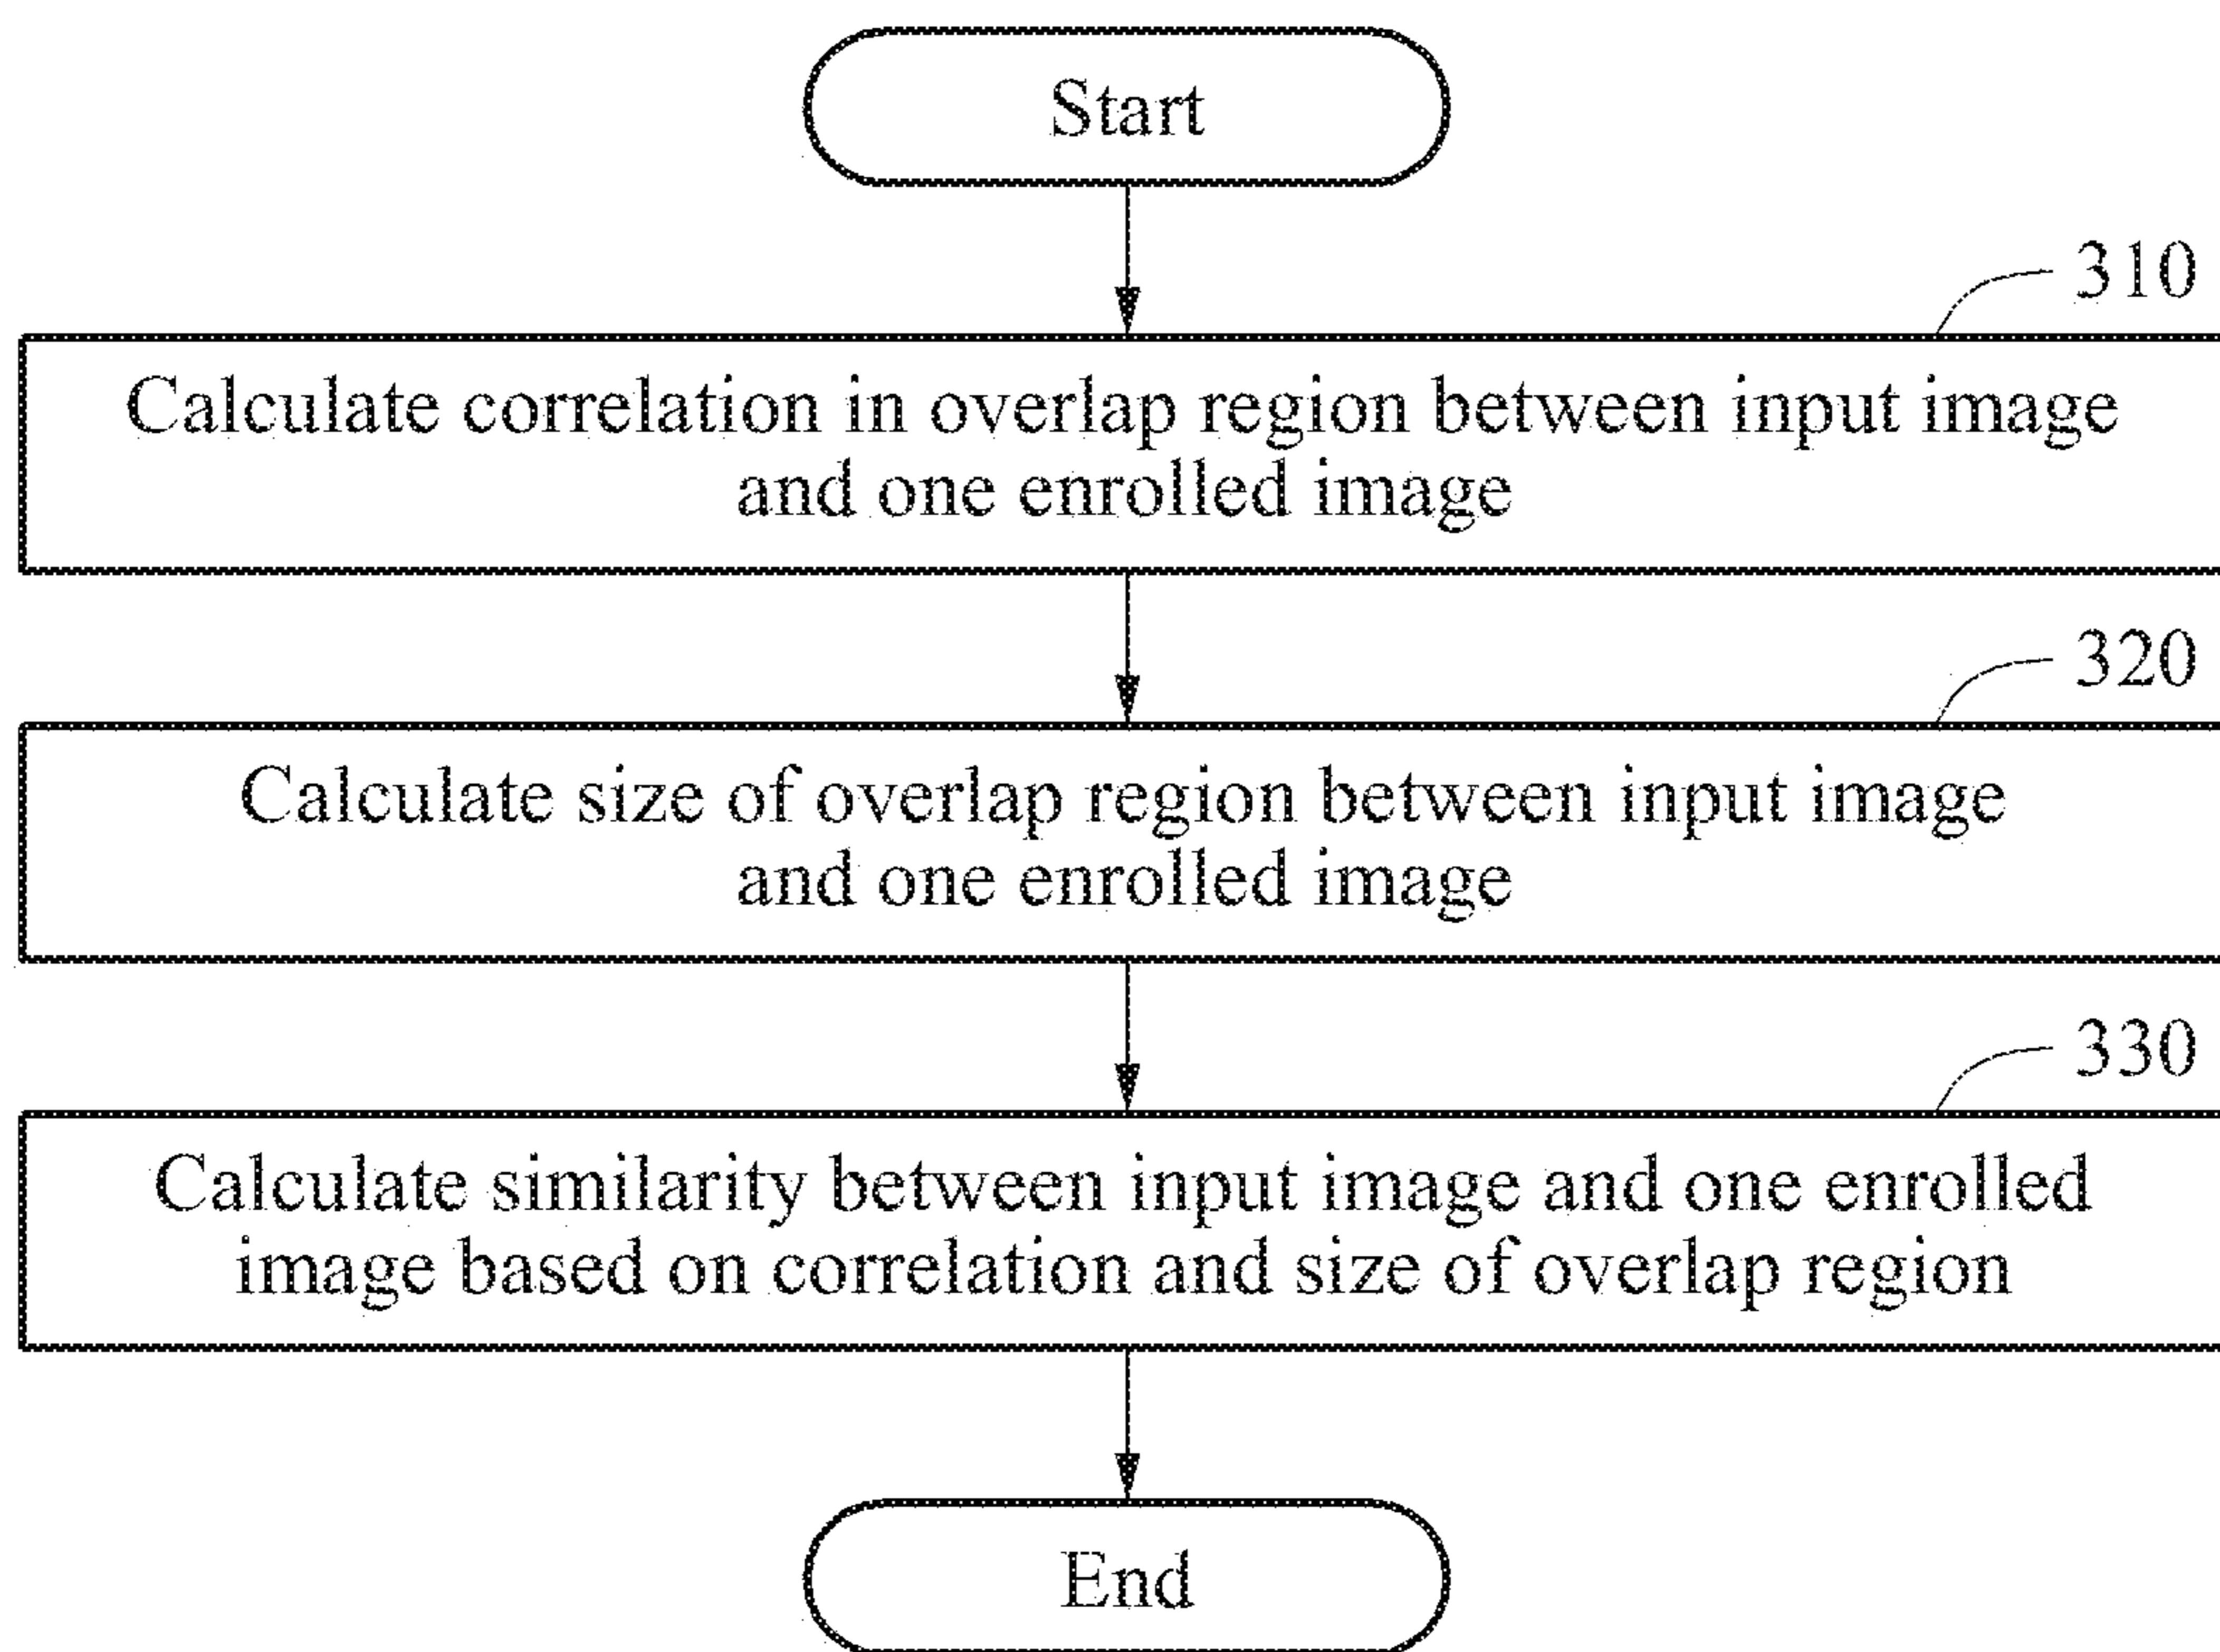 Start
310
Calculate correlation in overlap region between input image
and one enrolled image
320
Calculate size of overlap region between input image
and one enrolled image
330
Calculate similarity between input image and one enrolled
image based on correlation and size of overlap region
End